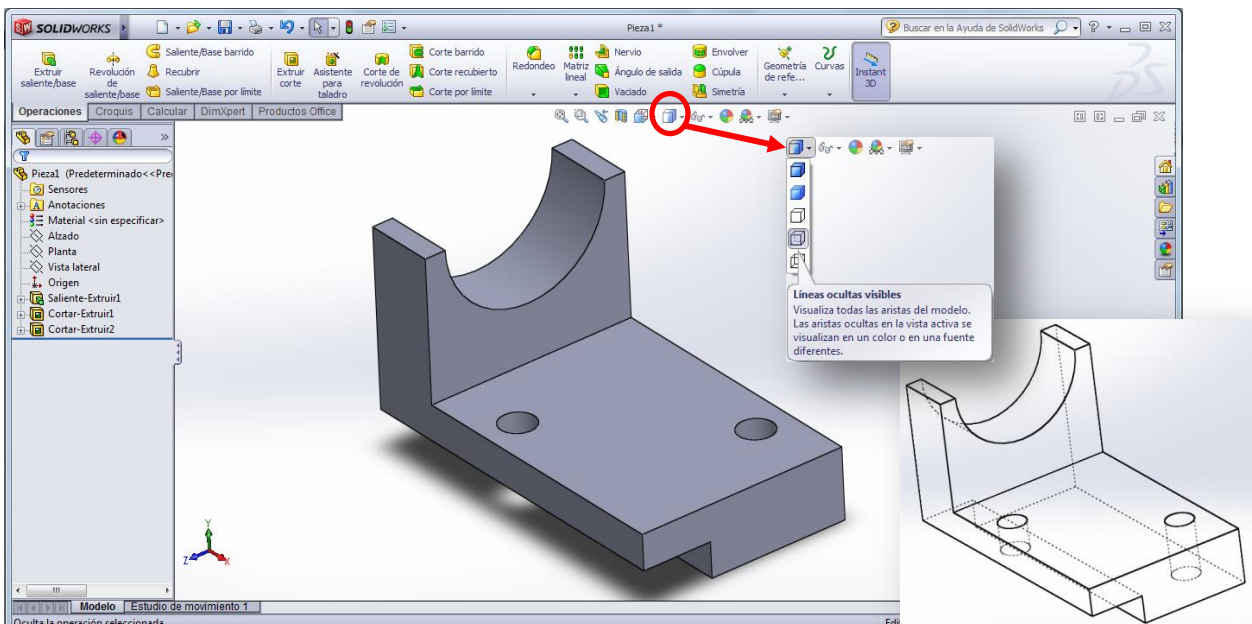 SOLIDWORKS
Pieza1 *
Buscar en la Ayuda de SolidWorks
Extruir saliente/base
Revolución de saliente/base
Saliente/Base barrido
Recubrir
Saliente/Base por límite
Extruir corte
Asistente para taladro
Corte de revolución
Corte barrido
Corte recubierto
Corte por límite
Redondeo
Matriz lineal
Nervio
Ángulo de salida
Vaciado
Envolver
Cúpula
Simetría
Geometría de refe...
Curvas
Instant 3D
Operaciones Croquis Calcular DimXpert Productos Office
Pieza1 (Predeterminado<<Pre
Sensores
Anotaciones
Material <sin especificar>
Alzado
Planta
Vista lateral
Origen
Saliente-Extruir1
Cortar-Extruir1
Cortar-Extruir2
Líneas ocultas visibles
Visualiza todas las aristas del modelo.
Las aristas ocultas en la vista activa se
visualizan en un color o en una fuente
diferentes.
Y
Z
X
Modelo Estudio de movimiento 1
Oculta la operación seleccionada
Edi